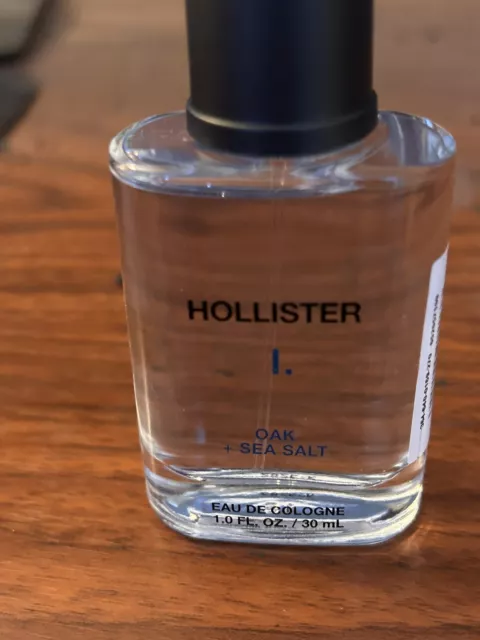 HOLLISTER
I.
OAK
+ SEA SALT
EAU DE COLOGNE
1.0 FL. OZ. / 30 mL